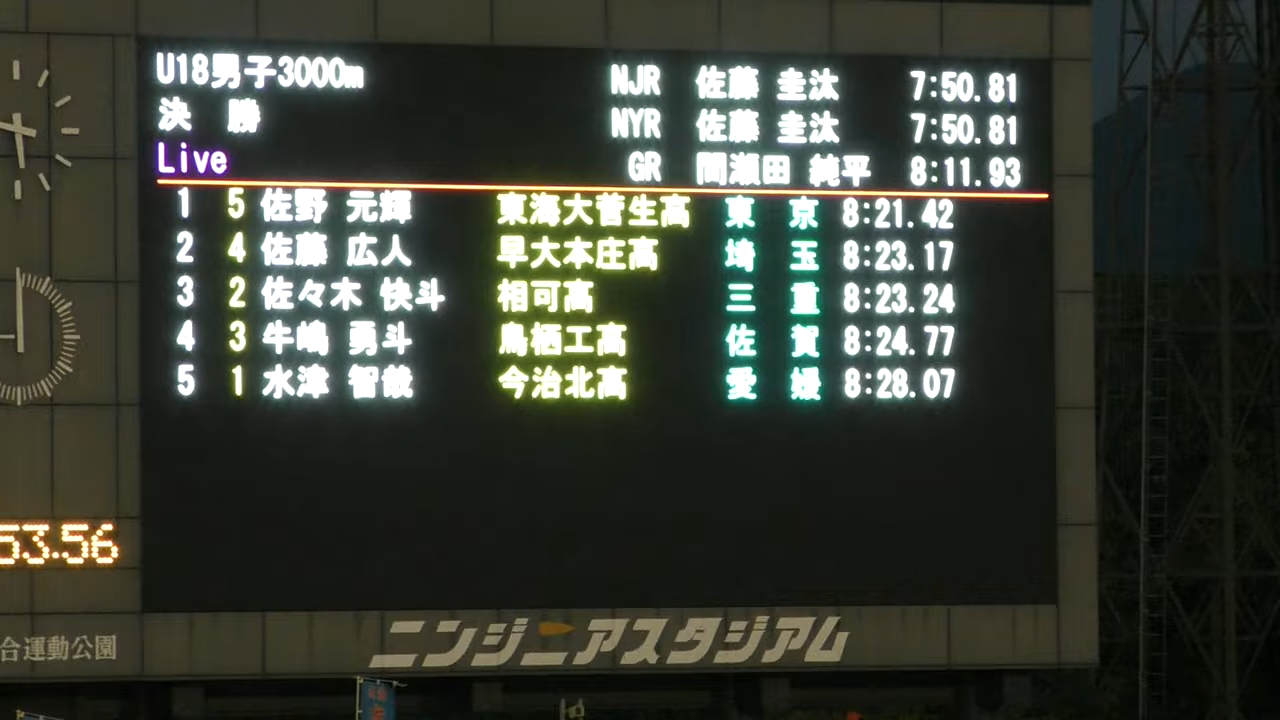 U18男子3000m
決 勝
Live
NJR 佐藤 圭汰 7:50.81
NYR 佐藤 圭汰 7:50.81
GR 間瀬田 純平 8:11.93
1 5 佐野 元輝 東海大菅生高 東 京 8:21.42
2 4 佐藤 広人 早大本庄高 埼 玉 8:23.17
3 2 佐々木 快斗 相可高 三 重 8:23.24
4 3 牛嶋 勇斗 鳥栖工高 佐 賀 8:24.77
5 1 水津 智哉 今治北高 愛 媛 8:28.07
53.56
合運動公園
ニンジニアスタジアム